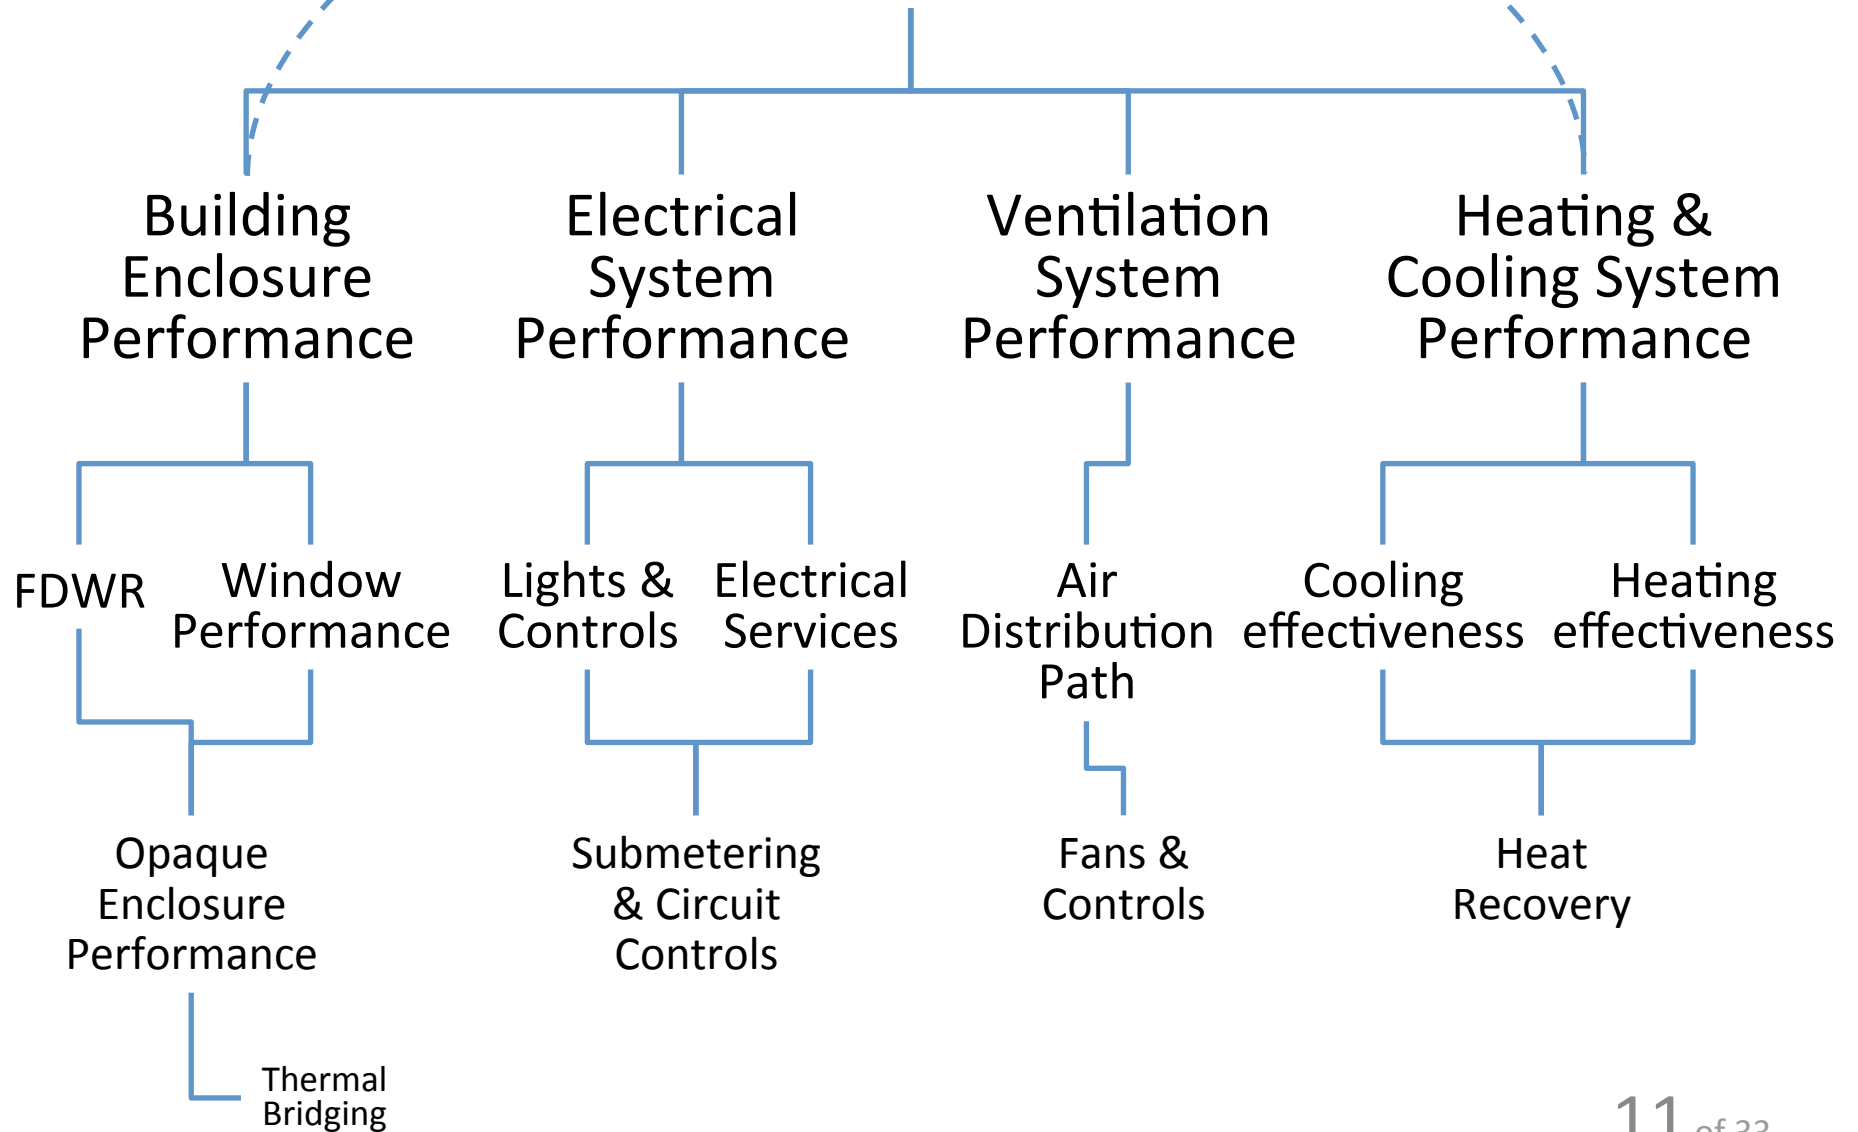 Building
Enclosure
Performance
Electrical
System
Performance
Ventilation
System
Performance
Heating &
Cooling System
Performance
FDWR
Window
Performance
Lights &
Controls
Electrical
Services
Air
Distribution
Path
Cooling
effectiveness
Heating
effectiveness
Opaque
Enclosure
Performance
Submetering
& Circuit
Controls
Fans &
Controls
Heat
Recovery
Thermal
Bridging
11 of 33